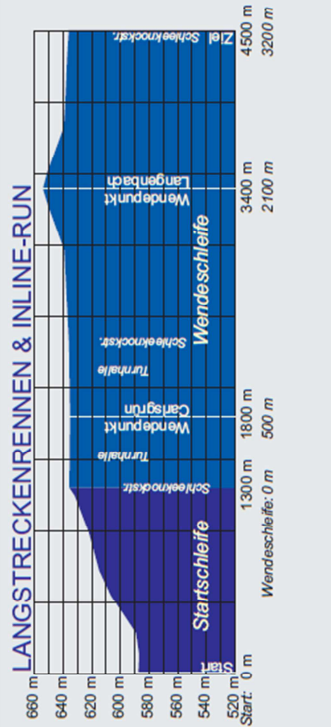 LANGSTRECKENRENNEN & INLINE-RUN
660 m
640 m
620 m
600 m
580 m
560 m
540 m
520 m
Start
Startschleife
Schleeknockstr.
Turnhalle
Wendepunkt
Carlsgrün
Turnhalle
Schleeknockstr.
Wendeschleife
Wendepunkt
Langenbach
Schleeknockstr.
Ziel
Start: 0 m
1300 m
1800 m
3400 m
4500 m
Wendeschleife: 0 m
500 m
2100 m
3200 m